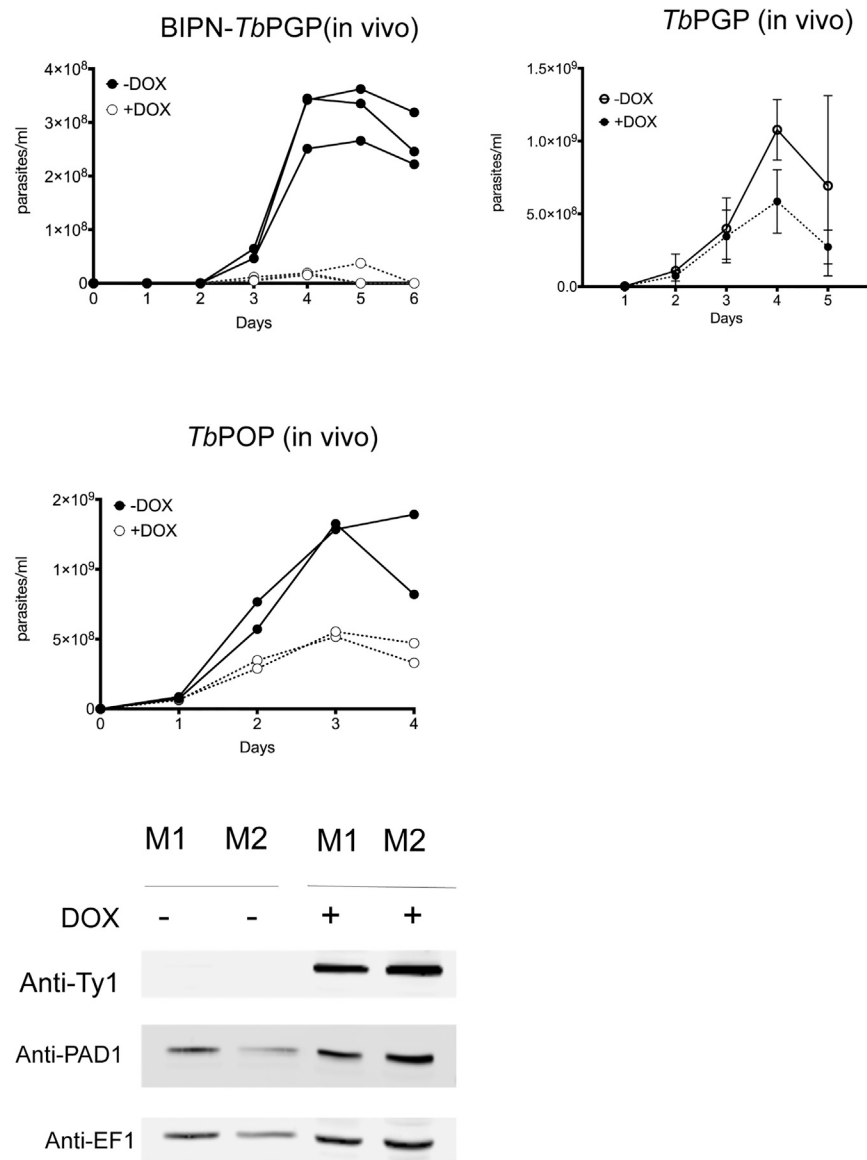 BIPN-TbPGP(in vivo)
4×10⁸
3×10⁸
2×10⁸
1×10⁸
0
parasites/ml
-DOX
+DOX
0 1 2 3 4 5 6
Days
TbPGP (in vivo)
1.5×10⁹
1.0×10⁹
5.0×10⁸
0.0
parasites/ml
-DOX
+DOX
1 2 3 4 5
Days
TbPOP (in vivo)
2×10⁹
1×10⁹
5×10⁸
0
parasites/ml
-DOX
+DOX
0 1 2 3 4
Days
M1 M2 M1 M2
DOX - - + +
Anti-Ty1
Anti-PAD1
Anti-EF1